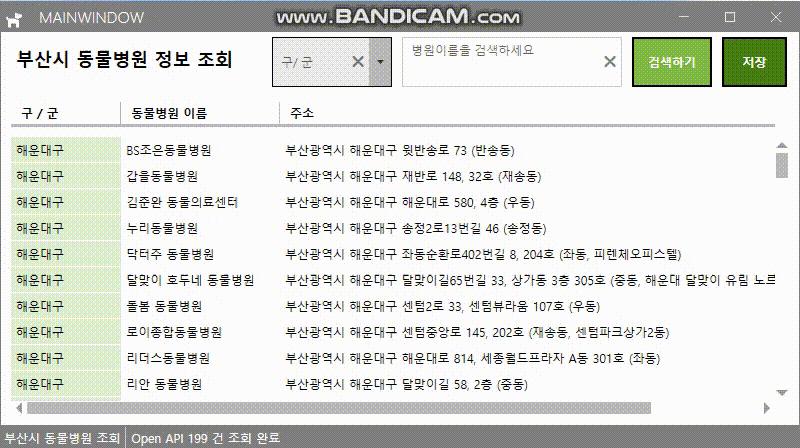 MAINWINDOW
www.BANDICAM.com
부산시 동물병원 정보 조회
구/ 군
병원이름을 검색하세요
검색하기
저장
구 / 군 동물병원 이름 주소
해운대구 BS조은동물병원 부산광역시 해운대구 윗반송로 73 (반송동)
해운대구 갑을동물병원 부산광역시 해운대구 재반로 148, 32호 (재송동)
해운대구 김준완 동물의료센터 부산광역시 해운대구 해운대로 580, 4층 (우동)
해운대구 누리동물병원 부산광역시 해운대구 송정2로13번길 46 (송정동)
해운대구 닥터주 동물병원 부산광역시 해운대구 좌동순환로402번길 8, 204호 (좌동, 피렌체오피스텔)
해운대구 달맞이 호두네 동물병원 부산광역시 해운대구 달맞이길65번길 33, 상가동 3층 305호 (중동, 해운대 달맞이 유림 노르
해운대구 돌봄 동물병원 부산광역시 해운대구 센텀2로 33, 센텀뷰라움 107호 (우동)
해운대구 로이종합동물병원 부산광역시 해운대구 센텀중앙로 145, 202호 (재송동, 센텀파크상가2동)
해운대구 리더스동물병원 부산광역시 해운대구 해운대로 814, 세종월드프라자 A동 301호 (좌동)
해운대구 리안 동물병원 부산광역시 해운대구 달맞이길 58, 2층 (중동)
부산시 동물병원 조회 Open API 199 건 조회 완료